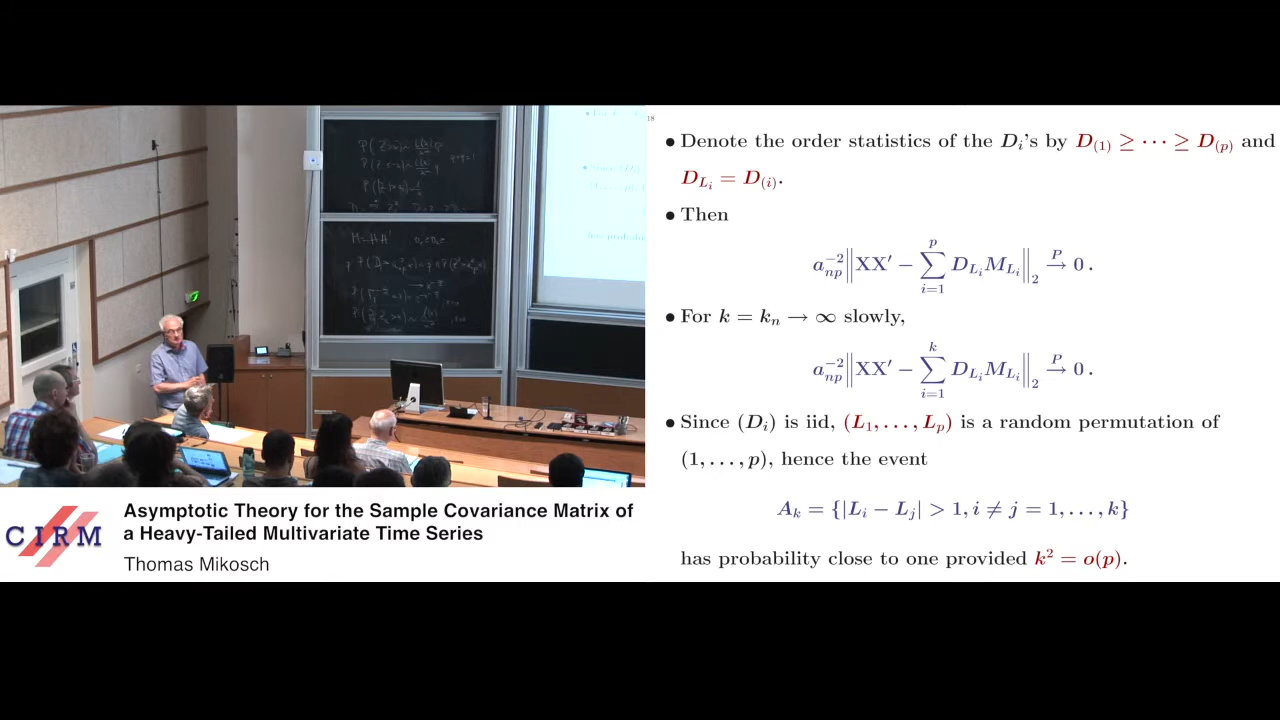 18
• Denote the order statistics of the D_i's by D_{(1)} ≥ ⋯ ≥ D_{(p)} and
D_{L_i} = D_{(i)}.
• Then
a_{np}^{-2} ‖XX′ − ∑_{i=1}^{p} D_{L_i} M_{L_i}‖_2 →^P 0 .
• For k = k_n → ∞ slowly,
a_{np}^{-2} ‖XX′ − ∑_{i=1}^{k} D_{L_i} M_{L_i}‖_2 →^P 0 .
• Since (D_i) is iid, (L_1, …, L_p) is a random permutation of
(1, …, p), hence the event
A_k = {|L_i − L_j| > 1, i ≠ j = 1, …, k}
has probability close to one provided k^2 = o(p).
CIRM
Asymptotic Theory for the Sample Covariance Matrix of
a Heavy-Tailed Multivariate Time Series
Thomas Mikosch